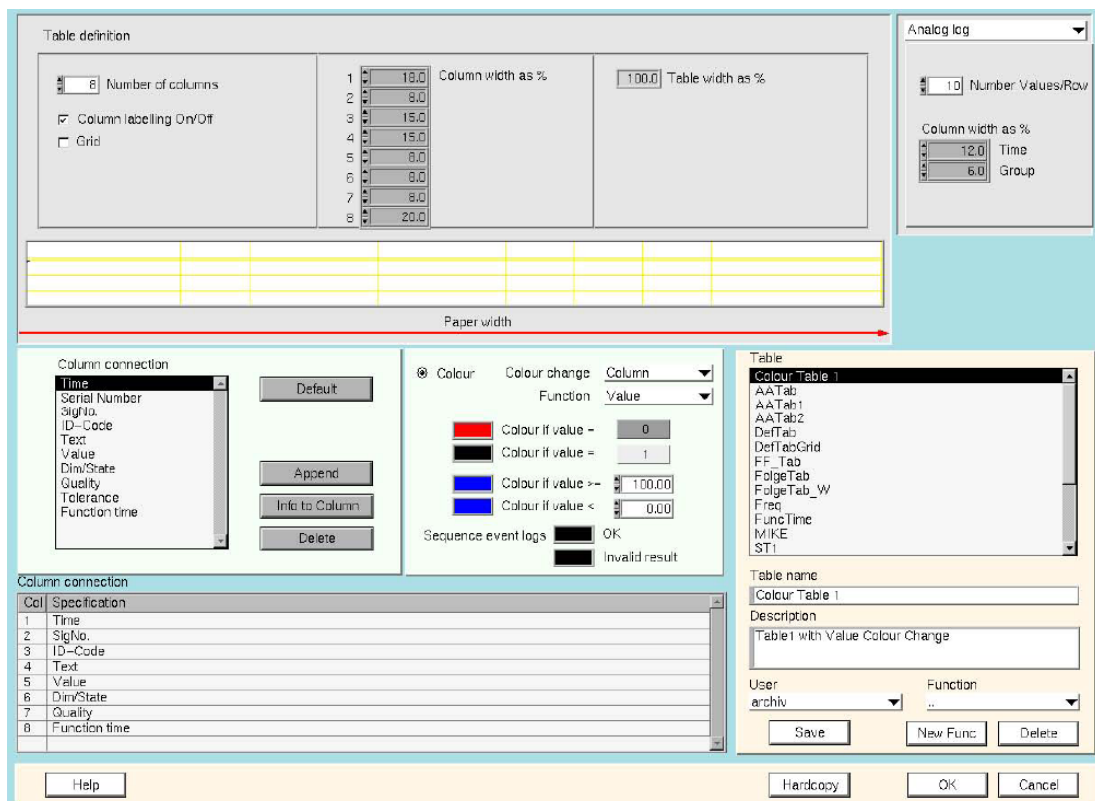 Table definition
8 Number of columns
Column labelling On/Off
Grid
1 18.0 Column width as %
2 8.0
3 15.0
4 15.0
5 8.0
6 8.0
7 8.0
8 20.0
100.0 Table width as %
Analog log
10 Number Values/Row
Column width as %
12.0 Time
6.0 Group
Paper width
Column connection
Time
Serial Number
SigNo.
ID-Code
Text
Value
Dim/State
Quality
Tolerance
Function time
Default
Append
Info to Column
Delete
Colour
Colour change Column
Function Value
Colour if value = 0
Colour if value = 1
Colour if value >= 100.00
Colour if value < 0.00
Sequence event logs OK
Invalid result
Table
Colour Table 1
AATab
AATab1
AATab2
DefTab
DefTabGrid
FF_Tab
FolgeTab
FolgeTab_W
Freq
FuncTime
MIKE
ST1
Table name
Colour Table 1
Description
Table1 with Value Colour Change
User
archiv
Function
..
Save
New Func
Delete
Column connection
Col Specification
1 Time
2 SigNo.
3 ID-Code
4 Text
5 Value
6 Dim/State
7 Quality
8 Function time
Help
Hardcopy
OK
Cancel